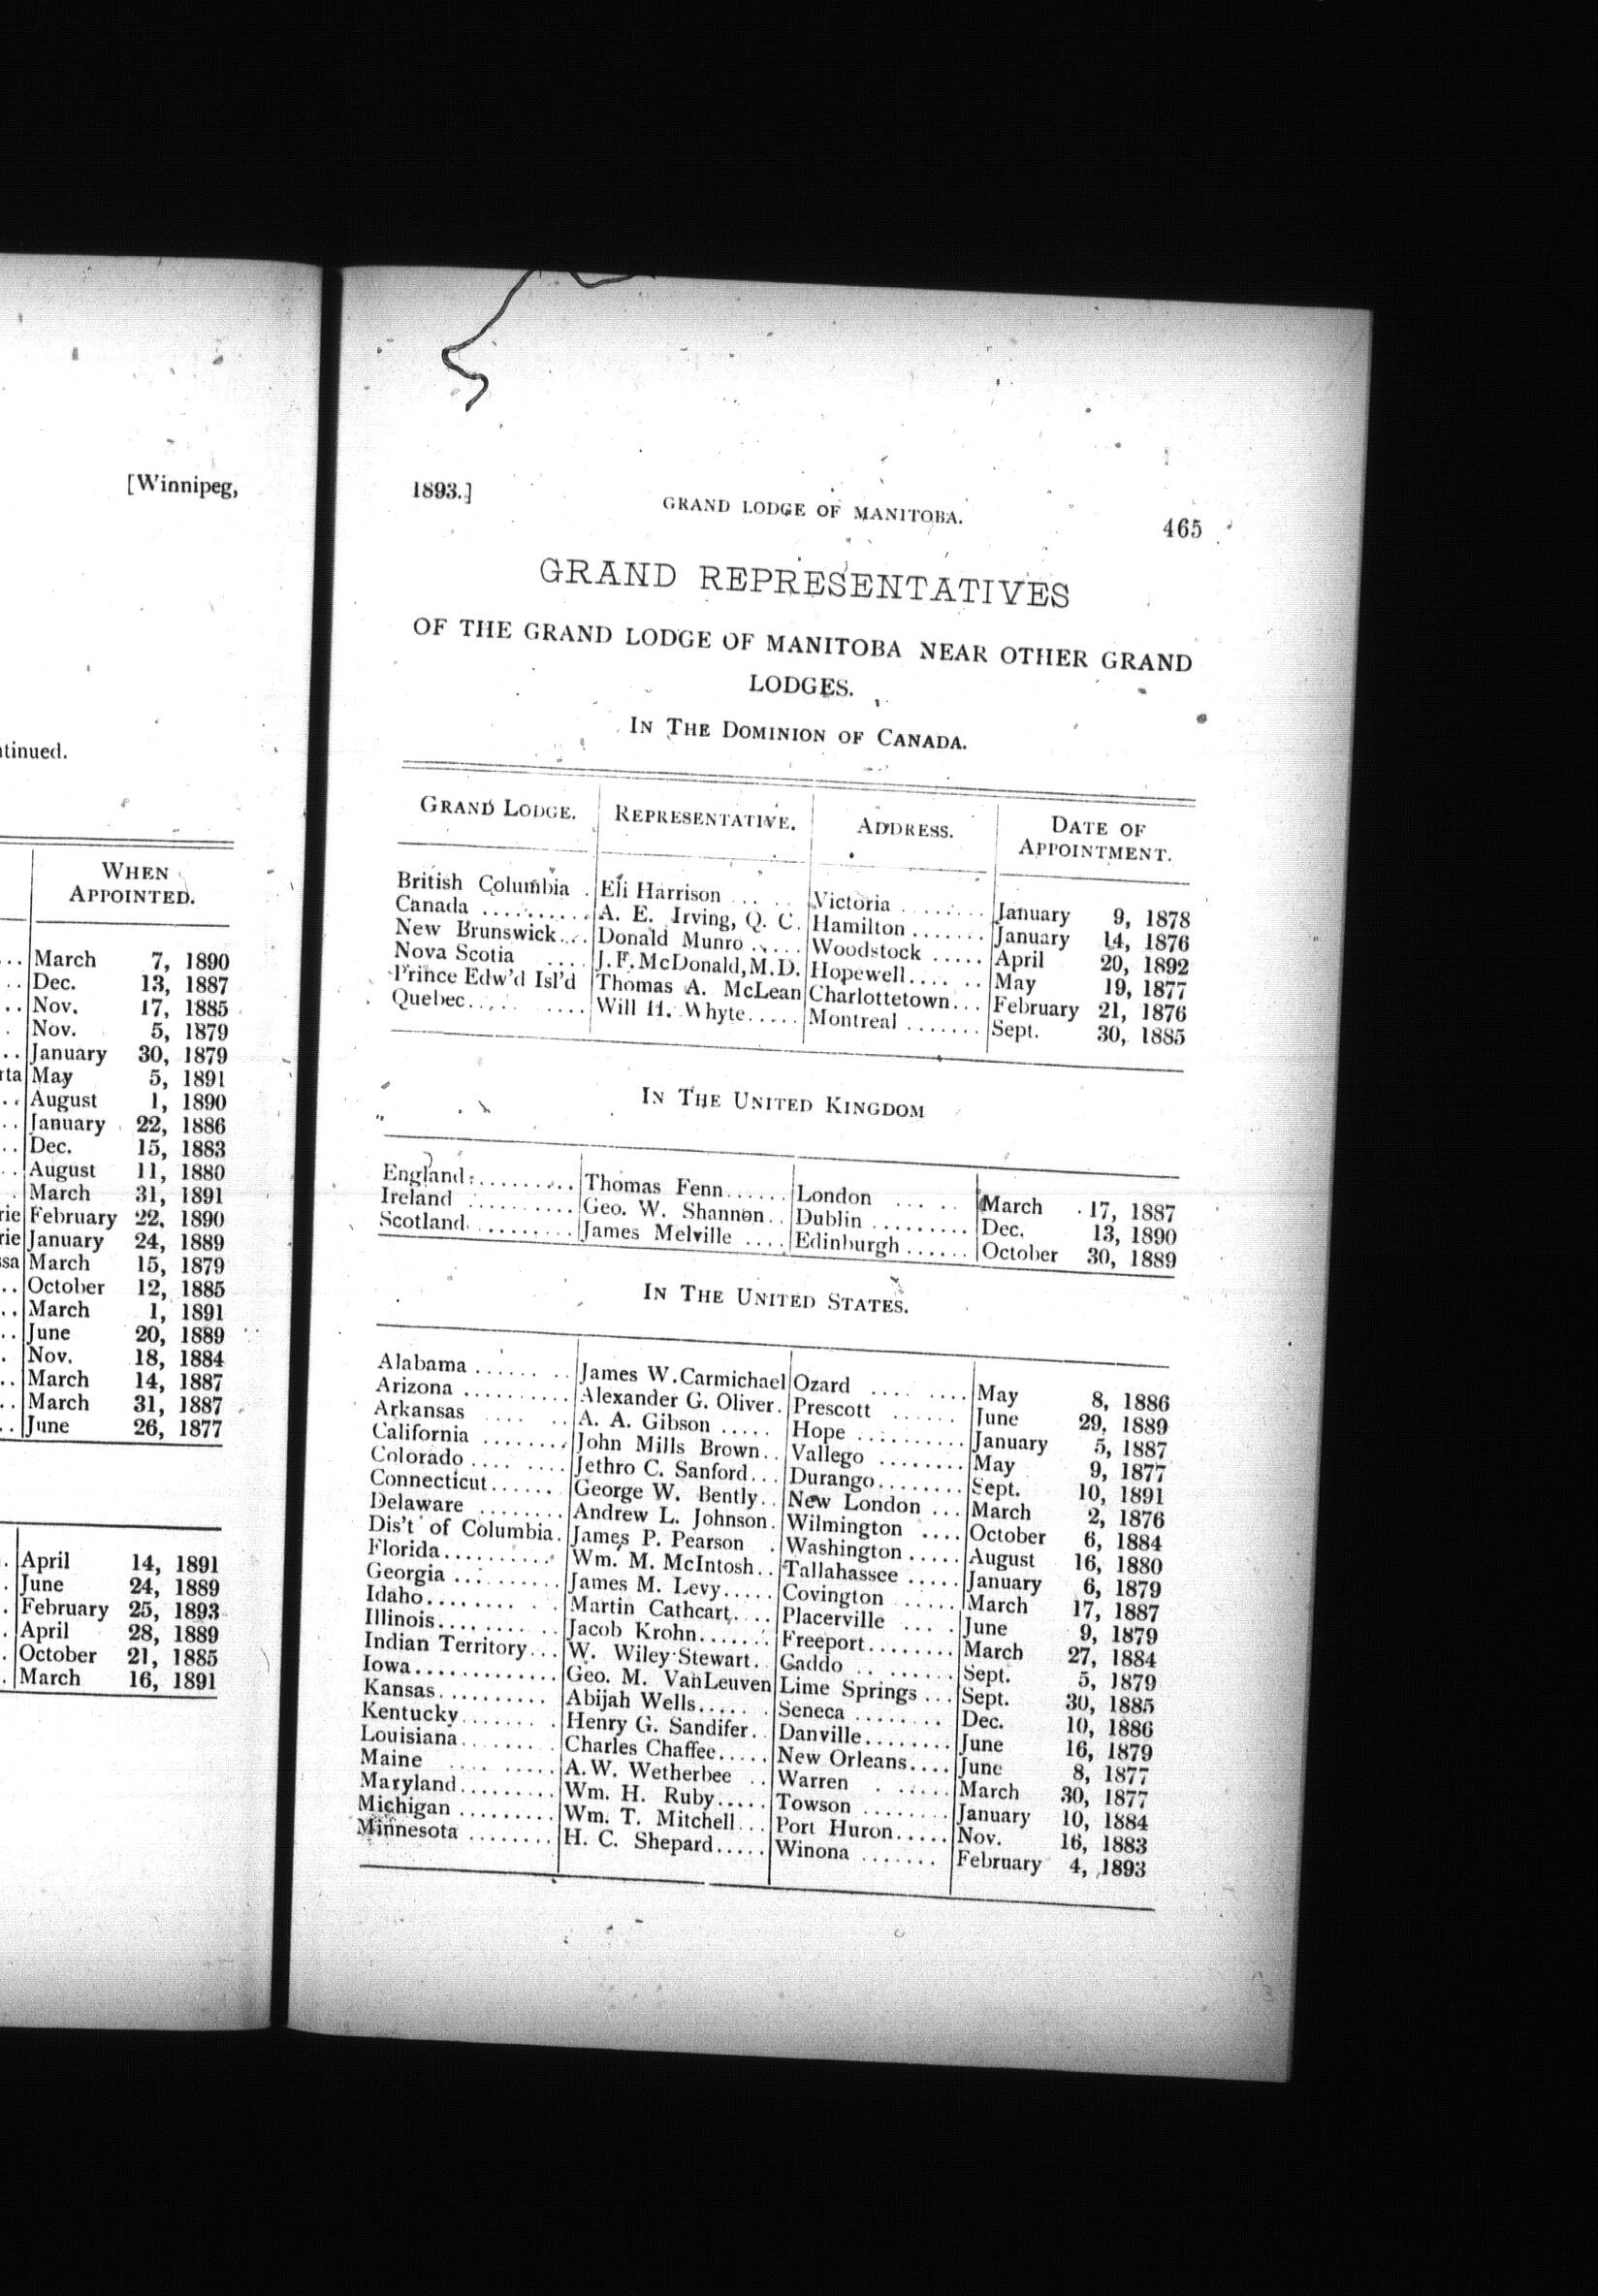 [Winnipeg,
tinued.
WHEN
APPOINTED.
March 7, 1890
Dec. 13, 1887
Nov. 17, 1885
Nov. 5, 1879
January 30, 1879
rta May 5, 1891
August 1, 1890
January 22, 1886
Dec. 15, 1883
August 11, 1880
March 31, 1891
rie February 22, 1890
rie January 24, 1889
ssa March 15, 1879
October 12, 1885
March 1, 1891
June 20, 1889
Nov. 18, 1884
March 14, 1887
March 31, 1887
June 26, 1877
April 14, 1891
June 24, 1889
February 25, 1893
April 28, 1889
October 21, 1885
March 16, 1891
1893.] GRAND LODGE OF MANITOBA. 465
GRAND REPRESENTATIVES
OF THE GRAND LODGE OF MANITOBA NEAR OTHER GRAND
LODGES.
IN THE DOMINION OF CANADA.
GRAND LODGE. REPRESENTATIVE. ADDRESS. DATE OF
APPOINTMENT.
British Columbia . Eli Harrison ..... Victoria ........ January 9, 1878
Canada .......... A. E. Irving, Q. C. Hamilton ....... January 14, 1876
New Brunswick.... Donald Munro ..... Woodstock ..... April 20, 1892
Nova Scotia .... J. F. McDonald, M.D. Hopewell...... May 19, 1877
Prince Edw'd Isl'd Thomas A. McLean Charlottetown... February 21, 1876
Quebec........ Will H. Whyte..... Montreal ....... Sept. 30, 1885
IN THE UNITED KINGDOM
England.......... Thomas Fenn...... London ...... March 17, 1887
Ireland .......... Geo. W. Shannon.. Dublin ......... Dec. 13, 1890
Scotland ......... James Melville .... Edinburgh ...... October 30, 1889
IN THE UNITED STATES.
Alabama ........ James W. Carmichael Ozard ........ May 8, 1886
Arizona .......... Alexander G. Oliver. Prescott ...... June 29, 1889
Arkansas ...... A. A. Gibson ..... Hope .......... January 5, 1887
California ........ John Mills Brown.. Vallego ........ May 9, 1877
Colorado ........ Jethro C. Sanford... Durango........ Sept. 10, 1891
Connecticut...... George W. Bently.. New London ... March 2, 1876
Delaware ........ Andrew L. Johnson. Wilmington .... October 6, 1884
Dis't of Columbia. James P. Pearson . Washington ..... August 16, 1880
Florida.......... Wm. M. McIntosh.. Tallahassee ..... January 6, 1879
Georgia .......... James M. Levy..... Covington ...... March 17, 1887
Idaho.......... Martin Cathcart.... Placerville ..... June 9, 1879
Illinois.......... Jacob Krohn....... Freeport........ March 27, 1884
Indian Territory... W. Wiley Stewart.. Caddo ......... Sept. 5, 1879
Iowa............. Geo. M. VanLeuven Lime Springs ... Sept. 30, 1885
Kansas.......... Abijah Wells...... Seneca ........ Dec. 10, 1886
Kentucky........ Henry G. Sandifer.. Danville........ June 16, 1879
Louisiana........ Charles Chaffee..... New Orleans.... June 8, 1877
Maine ......... A. W. Wetherbee .. Warren ...... March 30, 1877
Maryland......... Wm. H. Ruby..... Towson ........ January 10, 1884
Michigan ......... Wm. T. Mitchell... Port Huron..... Nov. 16, 1883
Minnesota ........ H. C. Shepard..... Winona ....... February 4, 1893